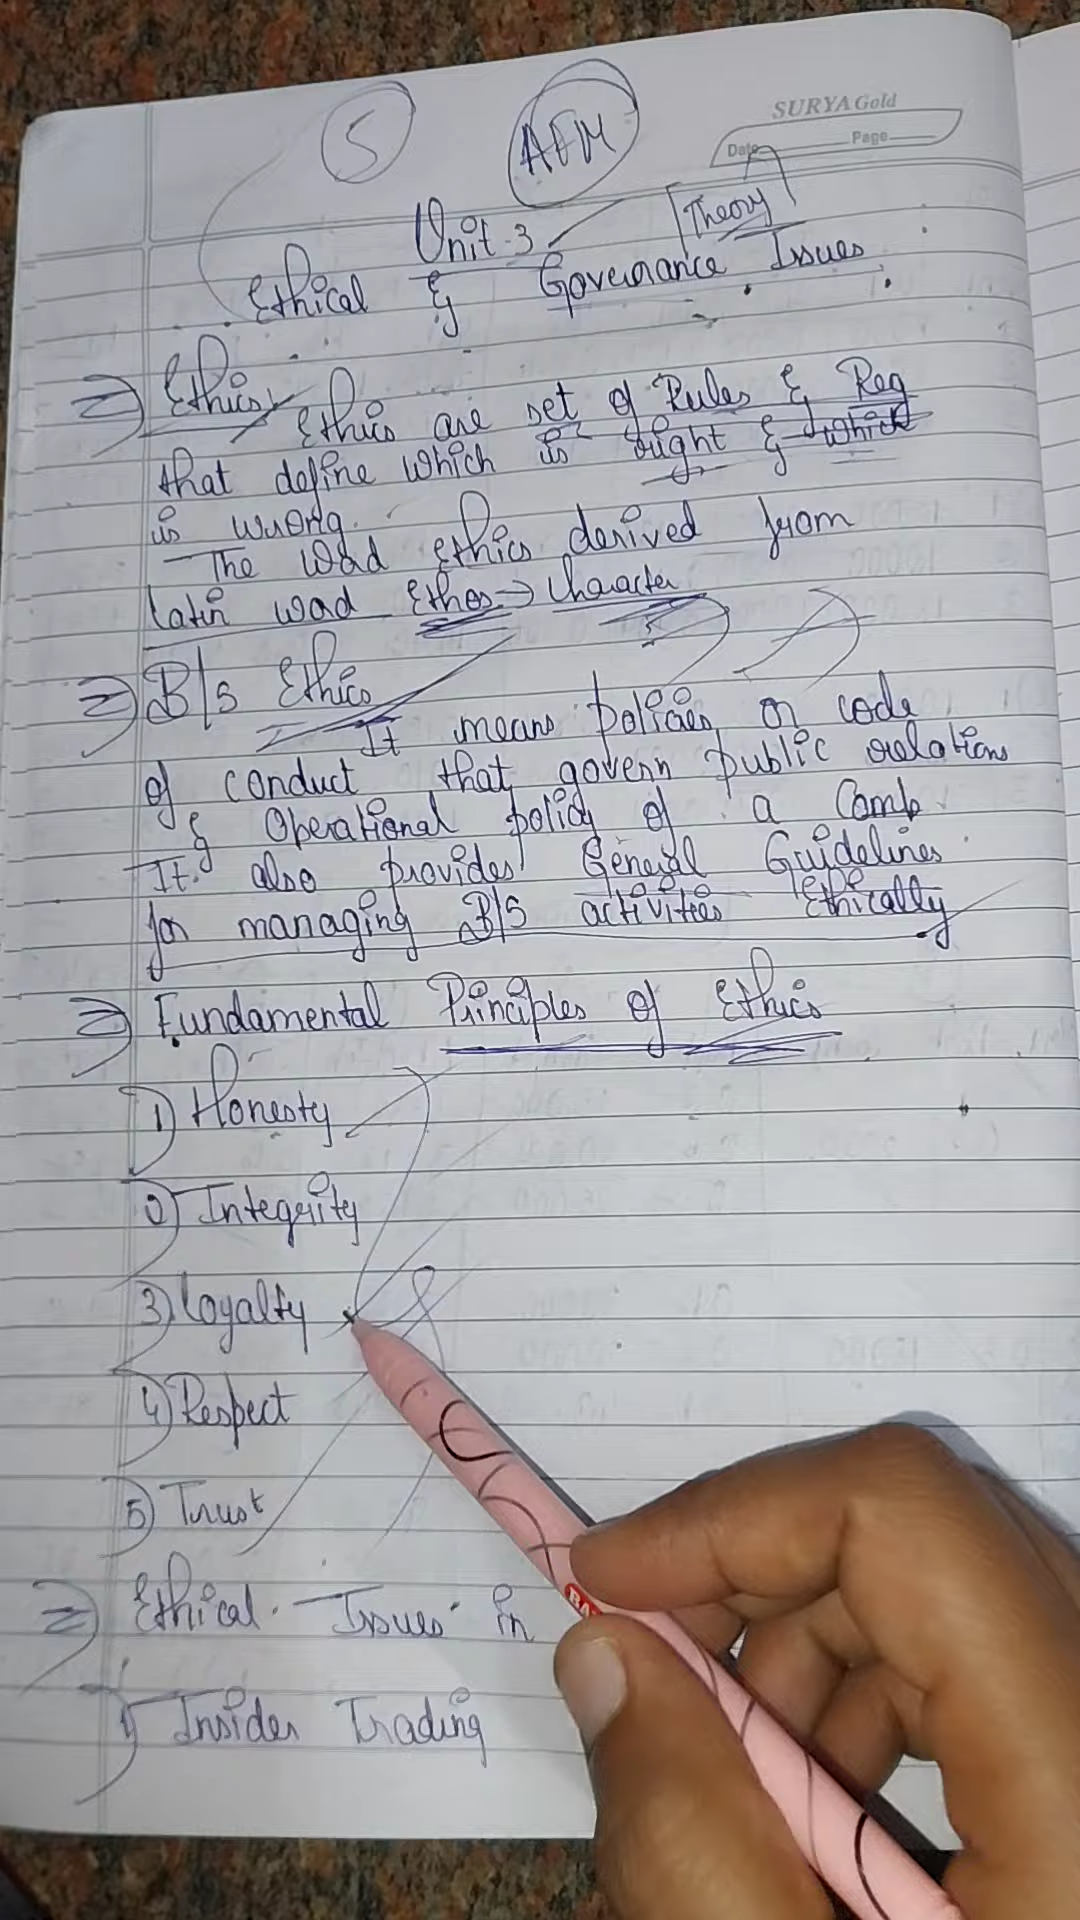 SURYA Gold
Date Page
5
AFM
Theory
Unit-3
Ethical & Governance Issues
Ethics
Ethics are set of Rules & Reg
that define which is right & which
is wrong.
The word Ethics derived from
Latin word Ethos → Character
B/s Ethics
It means policies or code
of conduct that govern public relations
& Operational policy of a Comp.
It also provides General Guidelines
for managing B/S activities Ethically
Fundamental Principles of Ethics
1) Honesty
2) Integrity
3) Loyalty
4) Respect
5) Trust
Ethical Issues in
1) Insider Trading